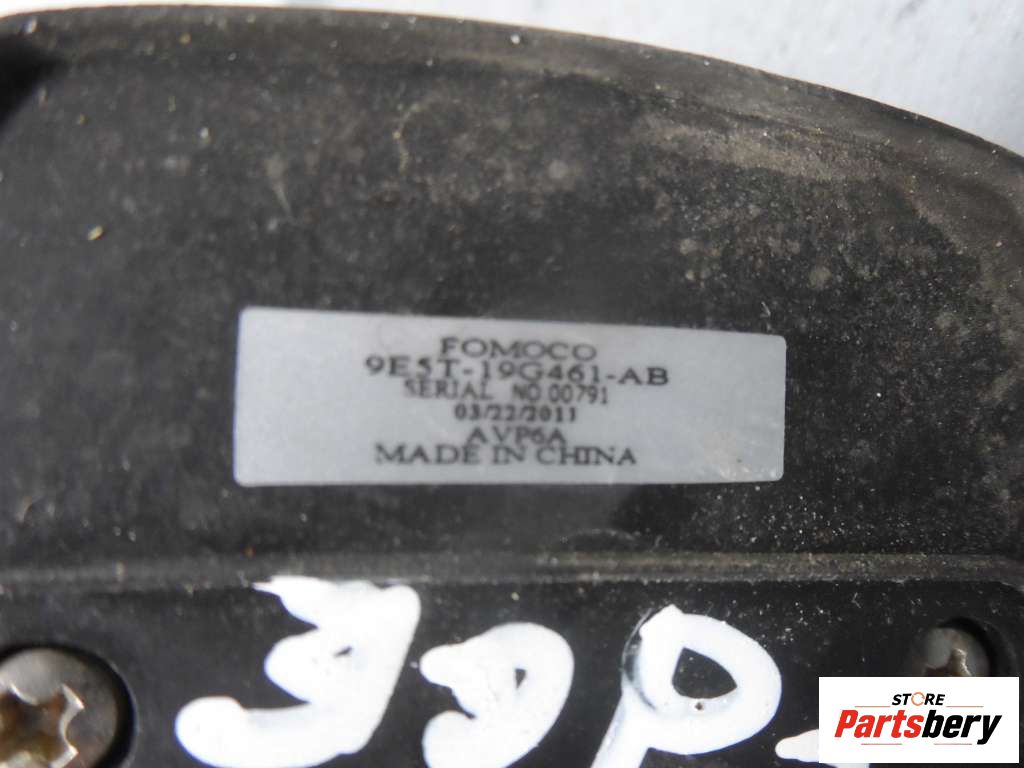 FOMOCO
9E5T-19G461-AB
SERIAL NO 00791
03/22/2011
AVP6A
MADE IN CHINA
STORE
Partsbery